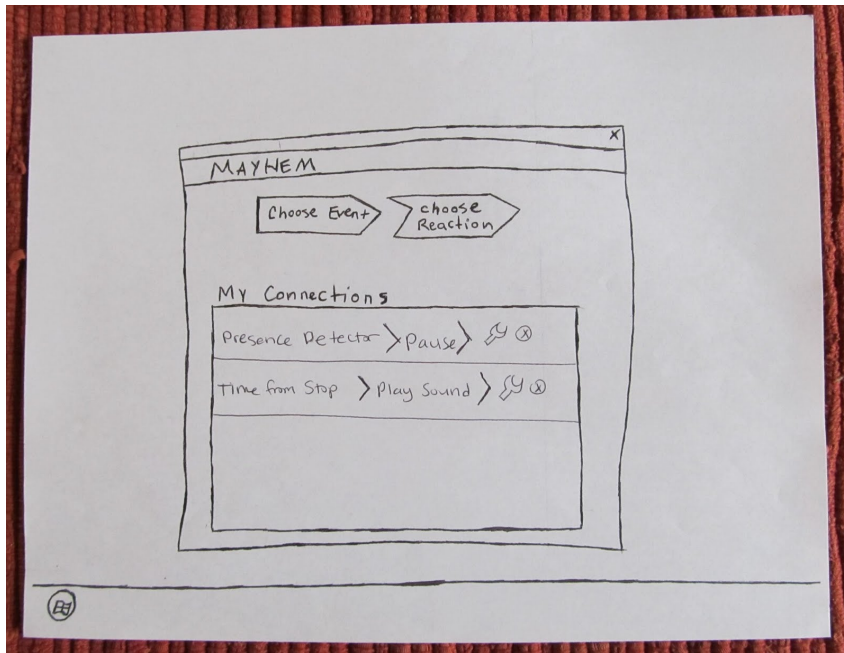 X
MAYHEM
Choose Event
choose
Reaction
My Connections
Presence Detector > Pause >
X
Time from Stop > Play Sound >
X